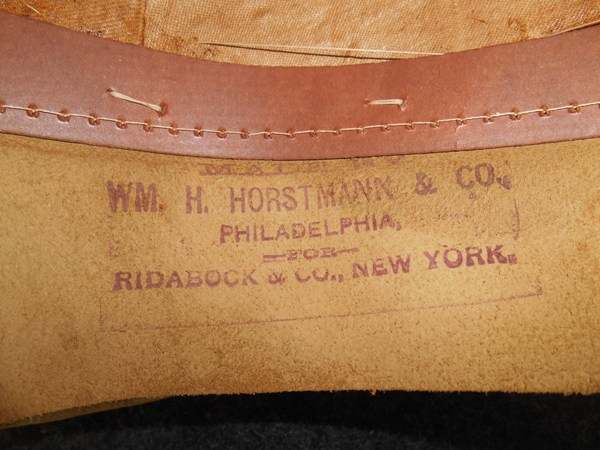 WM. H. HORSTMANN & CO.,
PHILADELPHIA,
—FOR—
RIDABOCK & CO., NEW YORK.